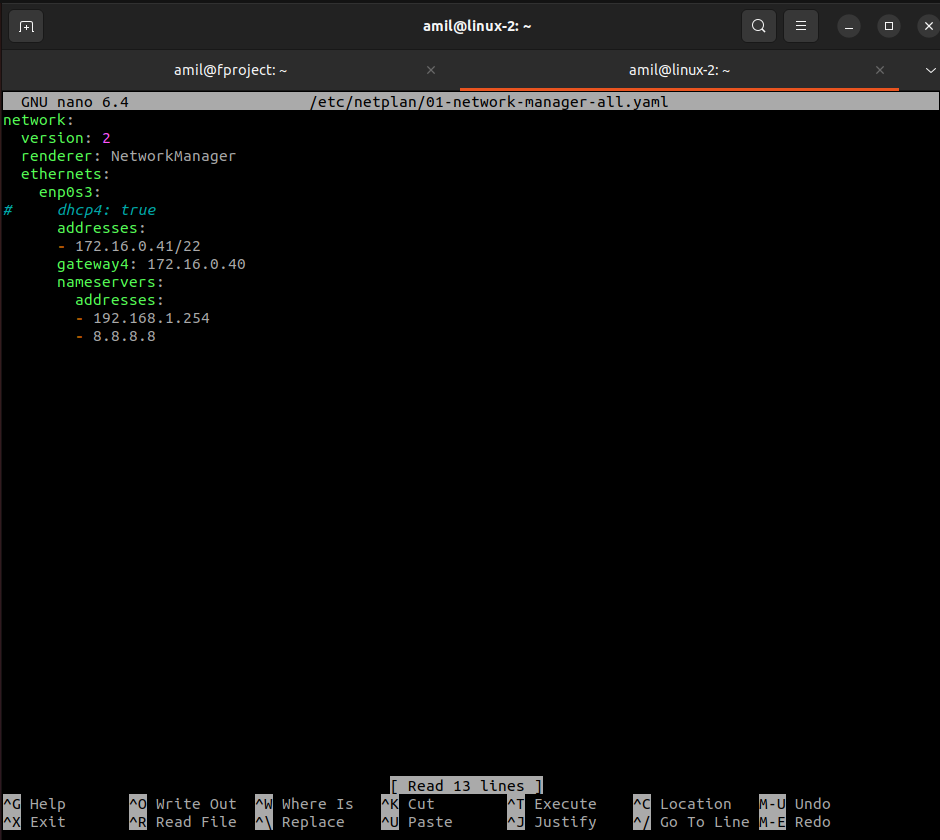 amil@linux-2: ~
amil@fproject: ~
amil@linux-2: ~
GNU nano 6.4 /etc/netplan/01-network-manager-all.yaml
network:
  version: 2
  renderer: NetworkManager
  ethernets:
    enp0s3:
#     dhcp4: true
      addresses:
      - 172.16.0.41/22
      gateway4: 172.16.0.40
      nameservers:
        addresses:
        - 192.168.1.254
        - 8.8.8.8
[ Read 13 lines ]
^G Help ^O Write Out ^W Where Is ^K Cut ^T Execute ^C Location M-U Undo
^X Exit ^R Read File ^\ Replace ^U Paste ^J Justify ^/ Go To Line M-E Redo